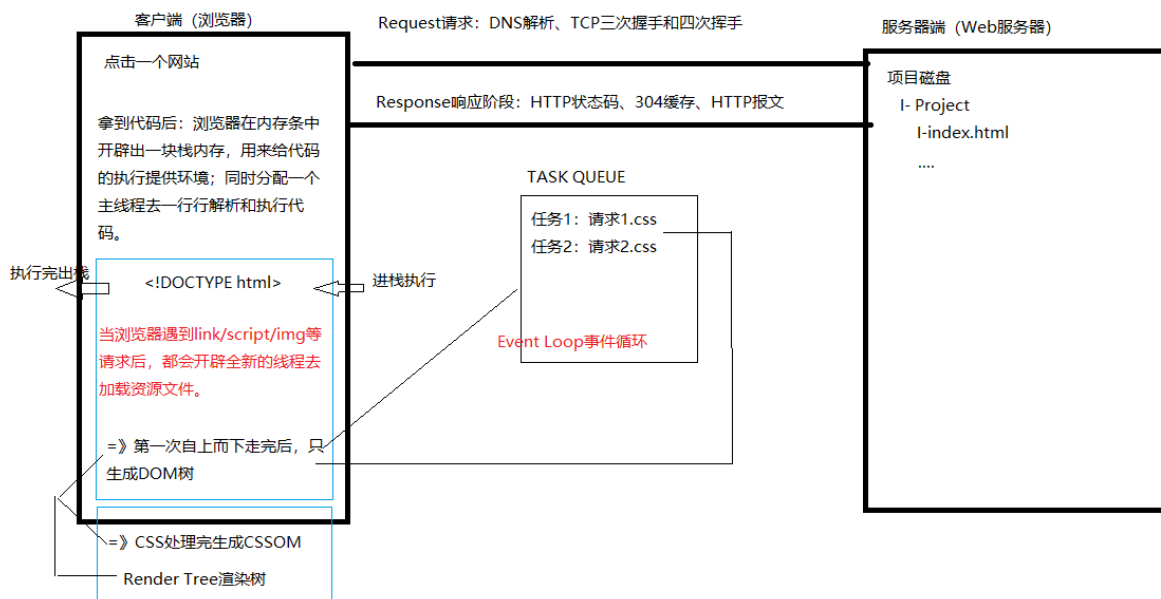 客户端（浏览器）
Request请求：DNS解析、TCP三次握手和四次挥手
服务器端（Web服务器）
点击一个网站
项目磁盘
I- Project
I-index.html
....
Response响应阶段：HTTP状态码、304缓存、HTTP报文
拿到代码后：浏览器在内存条中
开辟出一块栈内存，用来给代码
的执行提供环境；同时分配一个
主线程去一行行解析和执行代
码。
TASK QUEUE
任务1：请求1.css
任务2：请求2.css
Event Loop事件循环
执行完出栈
<!DOCTYPE html>
进栈执行
当浏览器遇到link/script/img等
请求后，都会开辟全新的线程去
加载资源文件。
=》第一次自上而下走完后，只
生成DOM树
=》CSS处理完生成CSSOM
Render Tree渲染树